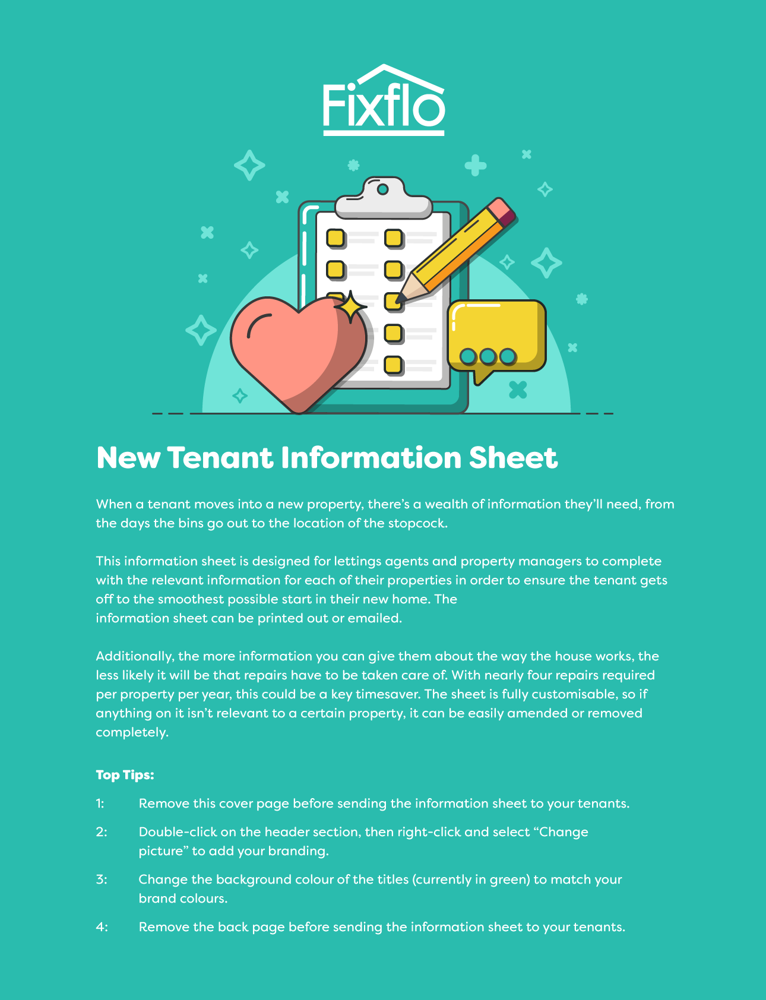 Fixflo
New Tenant Information Sheet
When a tenant moves into a new property, there’s a wealth of information they’ll need, from
the days the bins go out to the location of the stopcock.
This information sheet is designed for lettings agents and property managers to complete
with the relevant information for each of their properties in order to ensure the tenant gets
off to the smoothest possible start in their new home. The
information sheet can be printed out or emailed.
Additionally, the more information you can give them about the way the house works, the
less likely it will be that repairs have to be taken care of. With nearly four repairs required
per property per year, this could be a key timesaver. The sheet is fully customisable, so if
anything on it isn’t relevant to a certain property, it can be easily amended or removed
completely.
Top Tips:
1: Remove this cover page before sending the information sheet to your tenants.
2: Double-click on the header section, then right-click and select “Change
picture” to add your branding.
3: Change the background colour of the titles (currently in green) to match your
brand colours.
4: Remove the back page before sending the information sheet to your tenants.